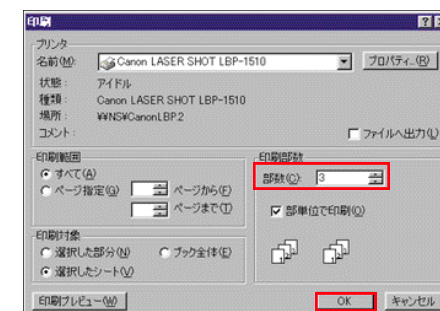 印刷
プリンタ
名前(M): Canon LASER SHOT LBP-1510 プロパティ..(R)
状態: アイドル
種類: Canon LASER SHOT LBP-1510
場所: ¥¥NS¥CanonLBP2
コメント: ファイルへ出力(L)
印刷範囲
すべて(A)
ページ指定(G) ページから(F)
ページまで(T)
印刷部数
部数(C): 3
部単位で印刷(O)
印刷対象
選択した部分(N) ブック全体(E)
選択したシート(V)
印刷プレビュー(W) OK キャンセル